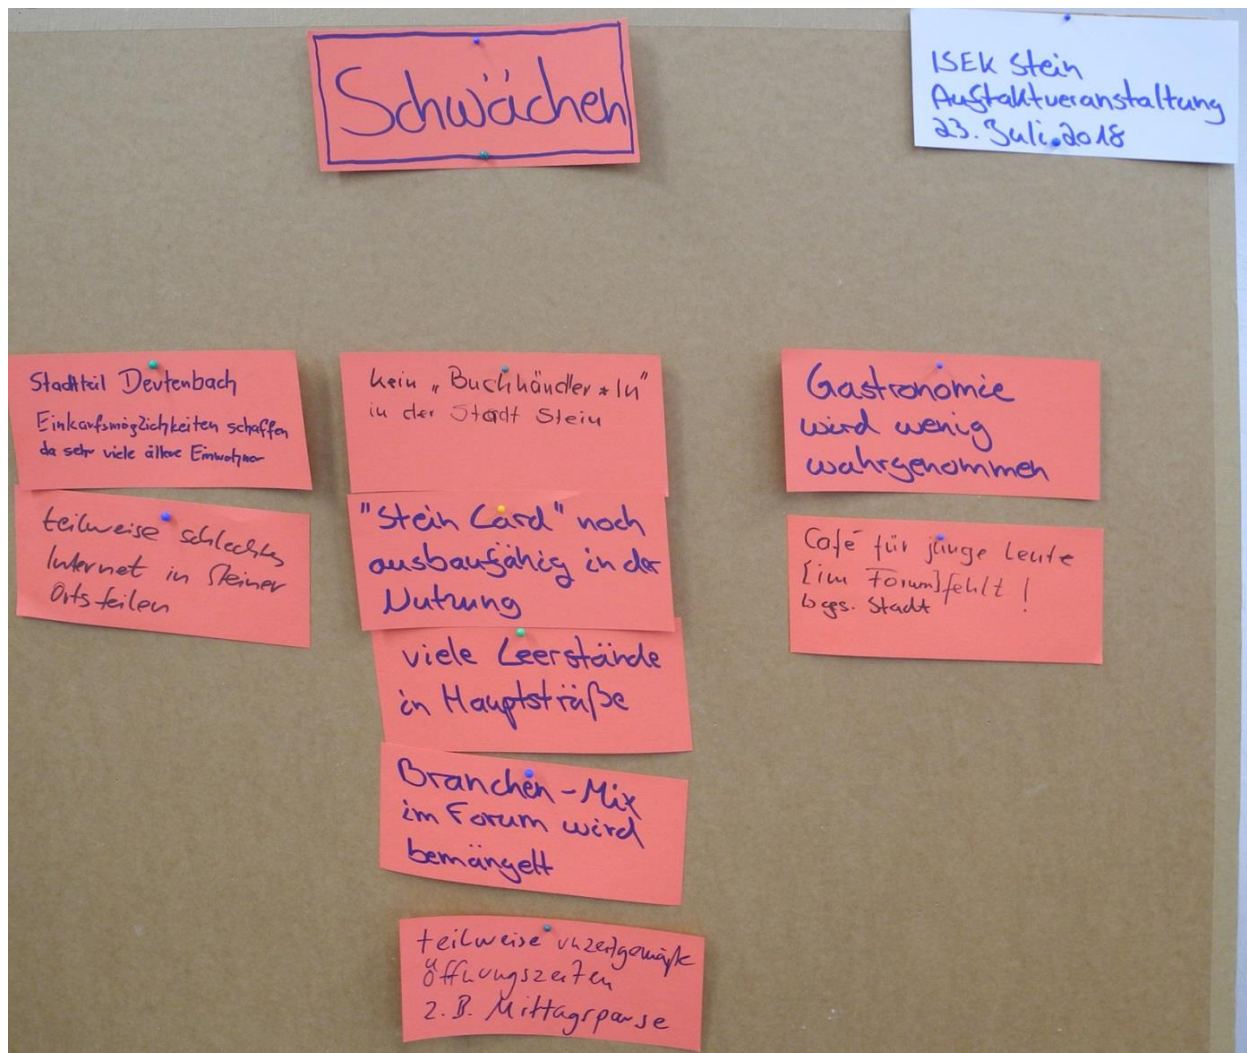 Schwächen
ISEK Stein
Auftaktveranstaltung
23. Juli 2018
Stadtteil Deutenbach
Einkaufsmöglichkeiten schaffen
da sehr viele ältere Einwohner
teilweise schlechtes
Internet in Steiner
Ortsteilen
kein „Buchhändler*In"
in der Stadt Stein
"Stein Card" noch
ausbaufähig in der
Nutzung
viele Leerstände
in Hauptstraße
Branchen-Mix
im Forum wird
bemängelt
teilweise unzeitgemäße
Öffnungszeiten
z.B. Mittagspause
Gastronomie
wird wenig
wahrgenommen
Café für junge Leute
[im Forum] fehlt!
ges. Stadt